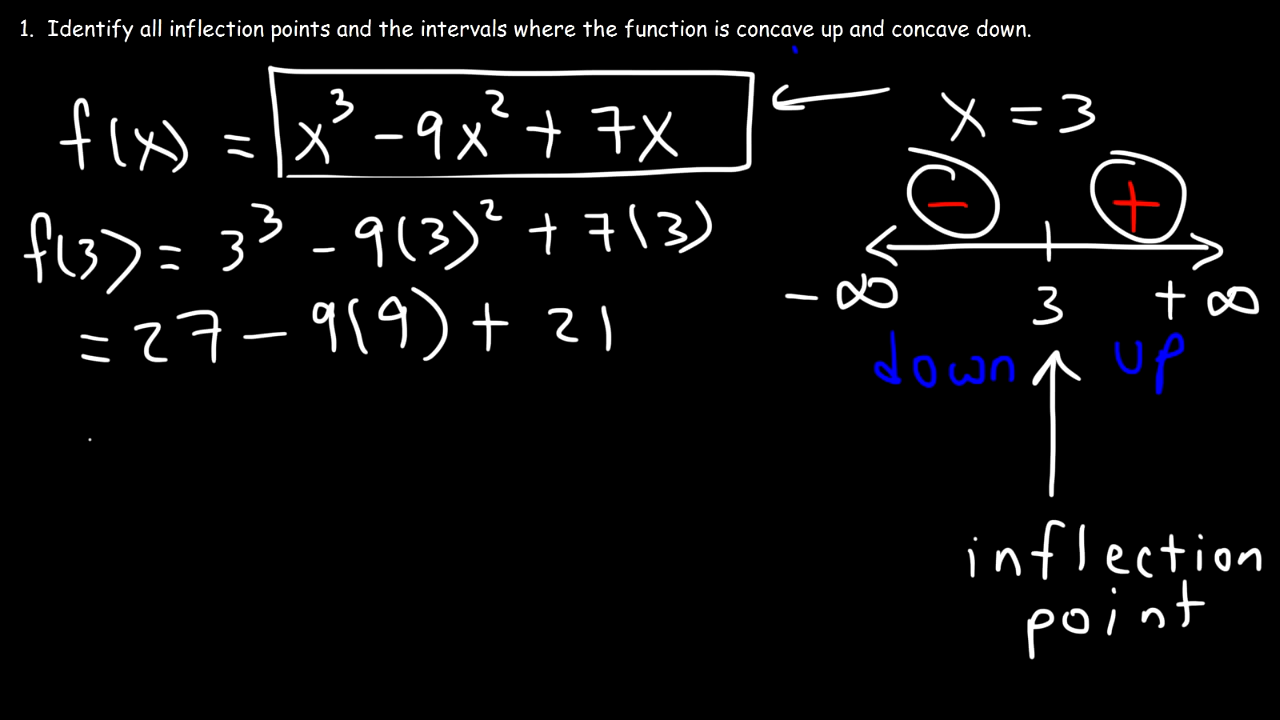 1. Identify all inflection points and the intervals where the function is concave up and concave down.
f(x) = x³ - 9x² + 7x
f(3) = 3³ - 9(3)² + 7(3)
= 27 - 9(9) + 21
x = 3
- +
-∞ 3 +∞
down up
inflection
point